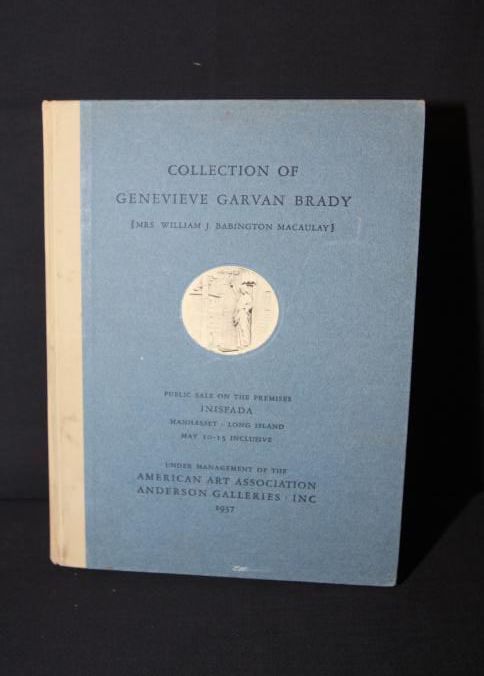 COLLECTION OF
GENEVIEVE GARVAN BRADY
[MRS. WILLIAM J. BABINGTON MACAULAY]
PUBLIC SALE ON THE PREMISES
INISFADA
MANHASSET · LONG ISLAND
MAY 10-15 INCLUSIVE
UNDER MANAGEMENT OF THE
AMERICAN ART ASSOCIATION
ANDERSON GALLERIES · INC
1937